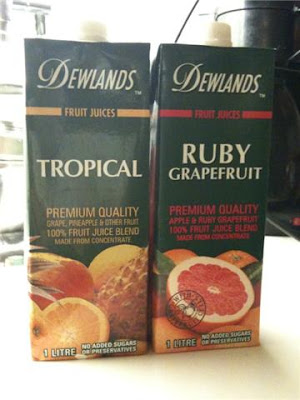 DEWLANDS™
FRUIT JUICES
TROPICAL
PREMIUM QUALITY
GRAPE, PINEAPPLE & OTHER FRUIT
100% FRUIT JUICE BLEND
MADE FROM CONCENTRATE
1 LITRE
NO ADDED SUGARS
OR PRESERVATIVES
DEWLANDS™
FRUIT JUICES
RUBY
GRAPEFRUIT
PREMIUM QUALITY
APPLE & RUBY GRAPEFRUIT
100% FRUIT JUICE BLEND
MADE FROM CONCENTRATE
1 LITRE
NO ADDED SUGARS
OR PRESERVATIVES